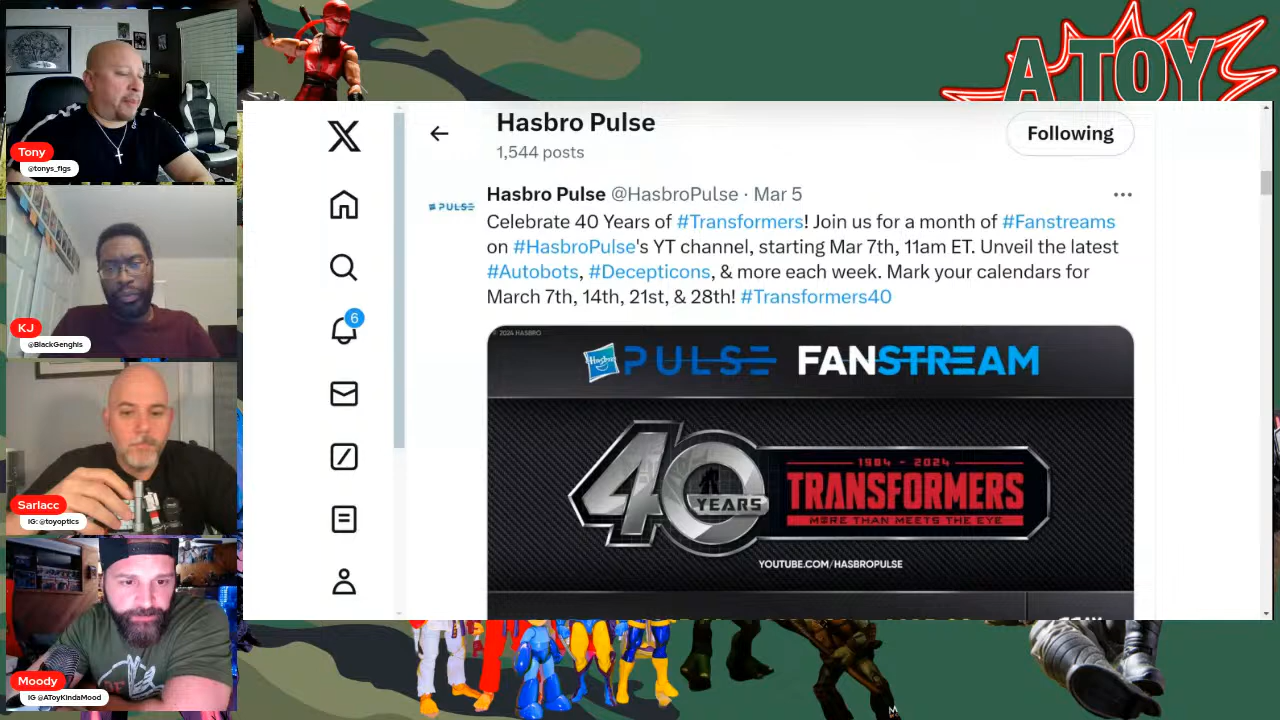 A TOY
Tony
@tonys_figs
KJ
@BlackGenghis
Sarlacc
IG: @toyoptics
Moody
IG @AToyKindaMood
Hasbro Pulse
1,544 posts
Following
Hasbro Pulse @HasbroPulse · Mar 5
PULSE
Celebrate 40 Years of #Transformers! Join us for a month of #Fanstreams
on #HasbroPulse's YT channel, starting Mar 7th, 11am ET. Unveil the latest
#Autobots, #Decepticons, & more each week. Mark your calendars for
March 7th, 14th, 21st, & 28th! #Transformers40
6
© 2024 HASBRO
Hasbro PULSE FANSTREAM
40 YEARS
1984 - 2024
TRANSFORMERS
MORE THAN MEETS THE EYE
YOUTUBE.COM/HASBROPULSE